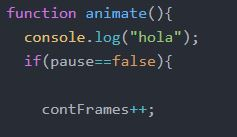 function animate(){
console.log("hola");
if(pause==false){
contFrames++;